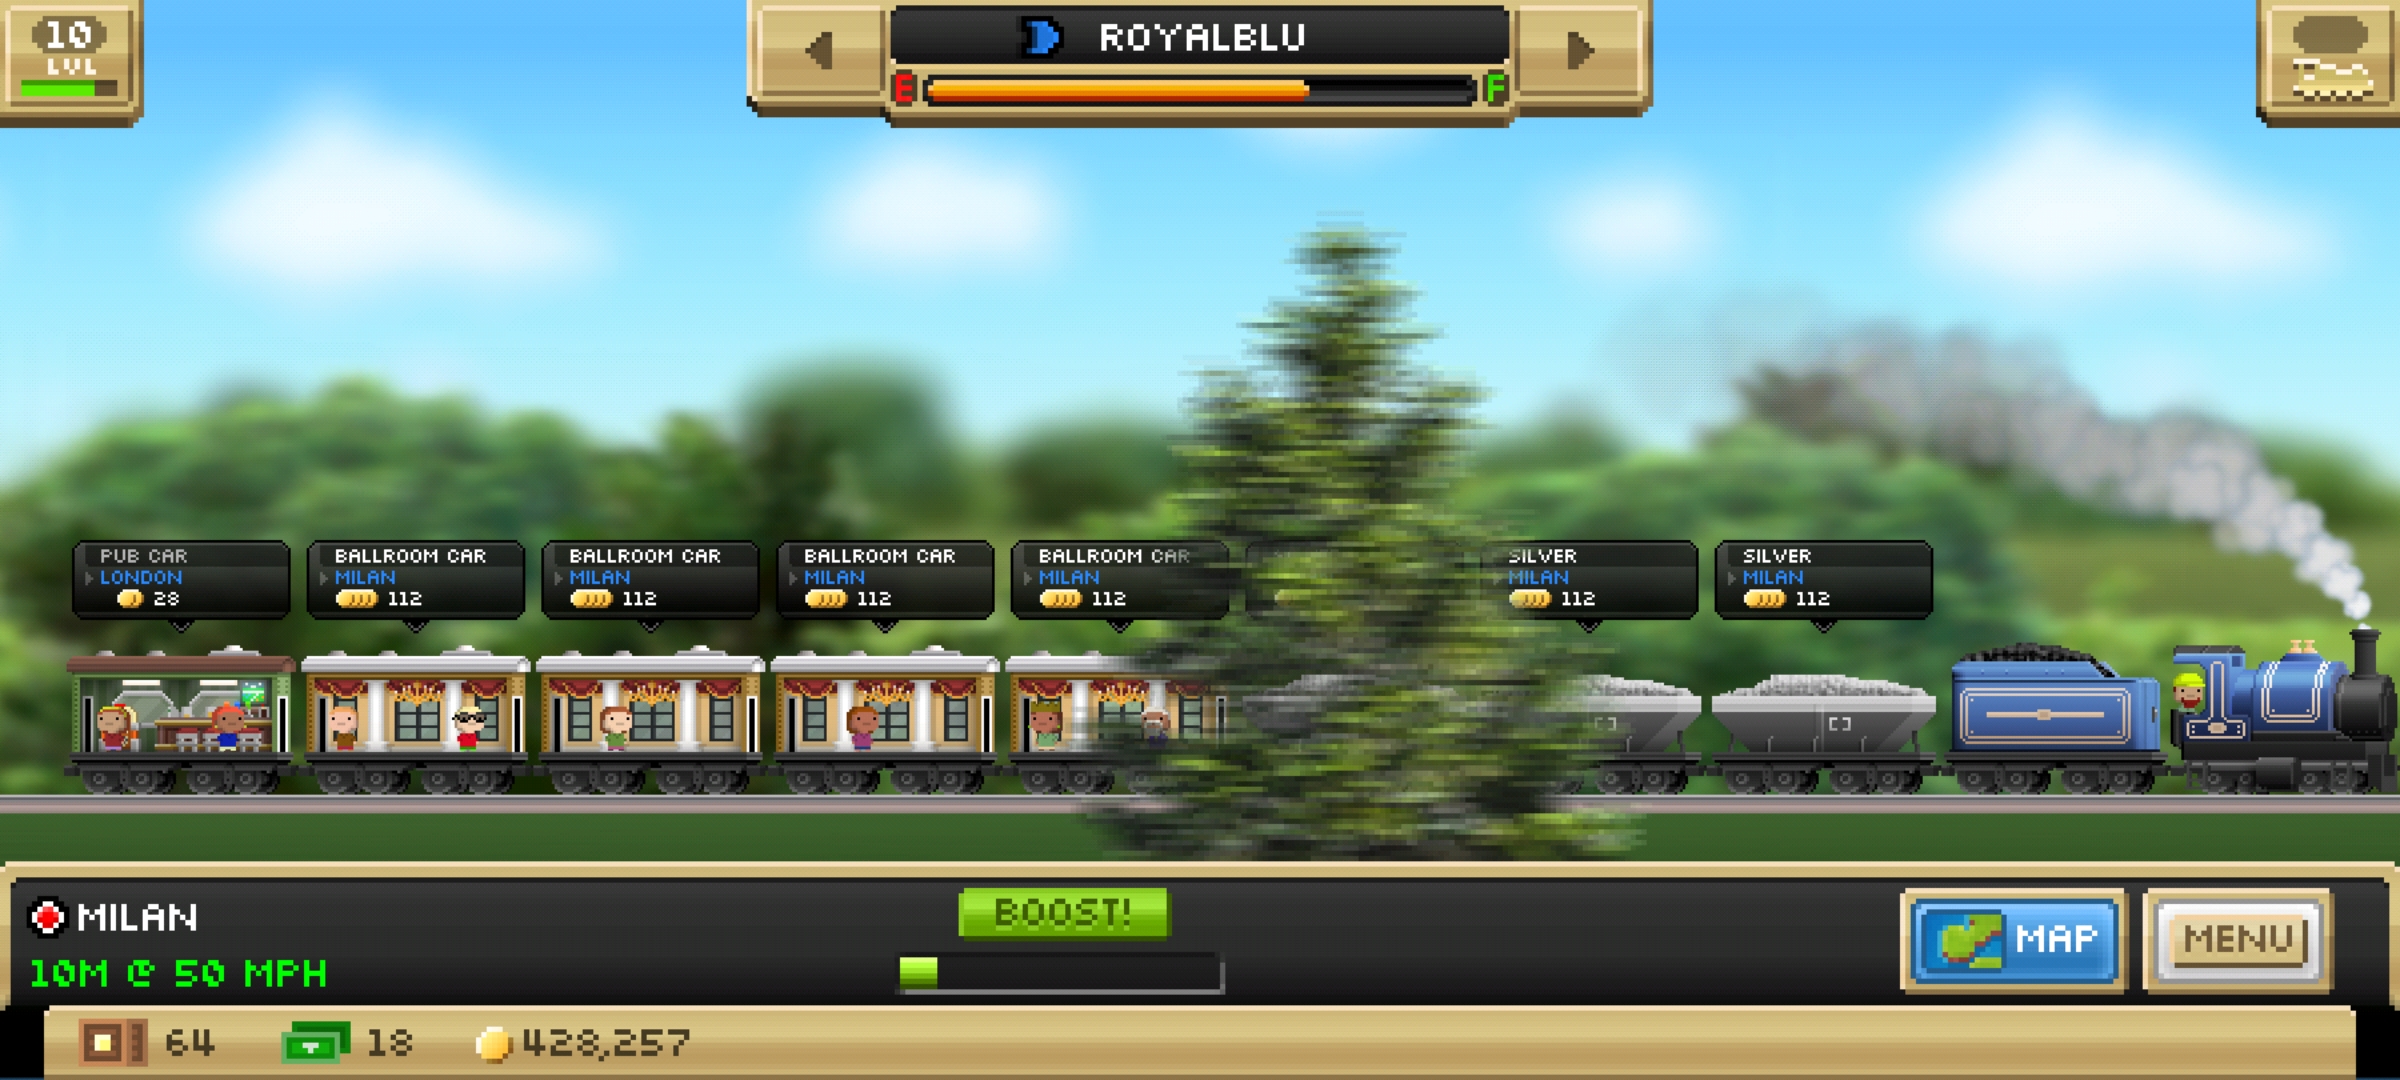 10
LVL
ROYALBLU
E
F
PUB CAR
LONDON
28
BALLROOM CAR
MILAN
112
BALLROOM CAR
MILAN
112
BALLROOM CAR
MILAN
112
BALLROOM CAR
MILAN
112
SILVER
MILAN
112
SILVER
MILAN
112
MILAN
10M @ 50 MPH
BOOST!
MAP
MENU
64
18
428,257